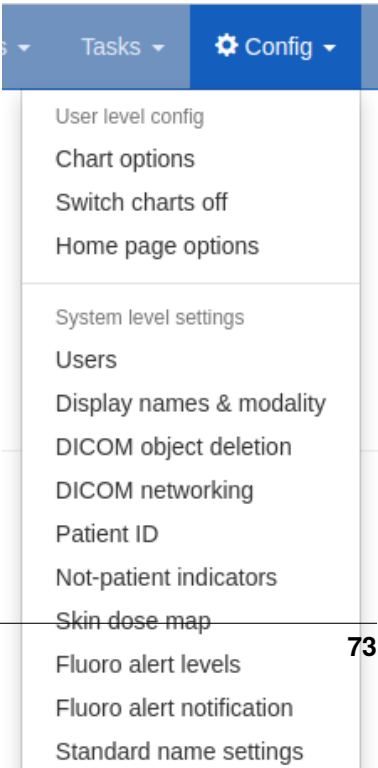 s Tasks Config
User level config
Chart options
Switch charts off
Home page options
System level settings
Users
Display names & modality
DICOM object deletion
DICOM networking
Patient ID
Not-patient indicators
Skin dose map
73
Fluoro alert levels
Fluoro alert notification
Standard name settings